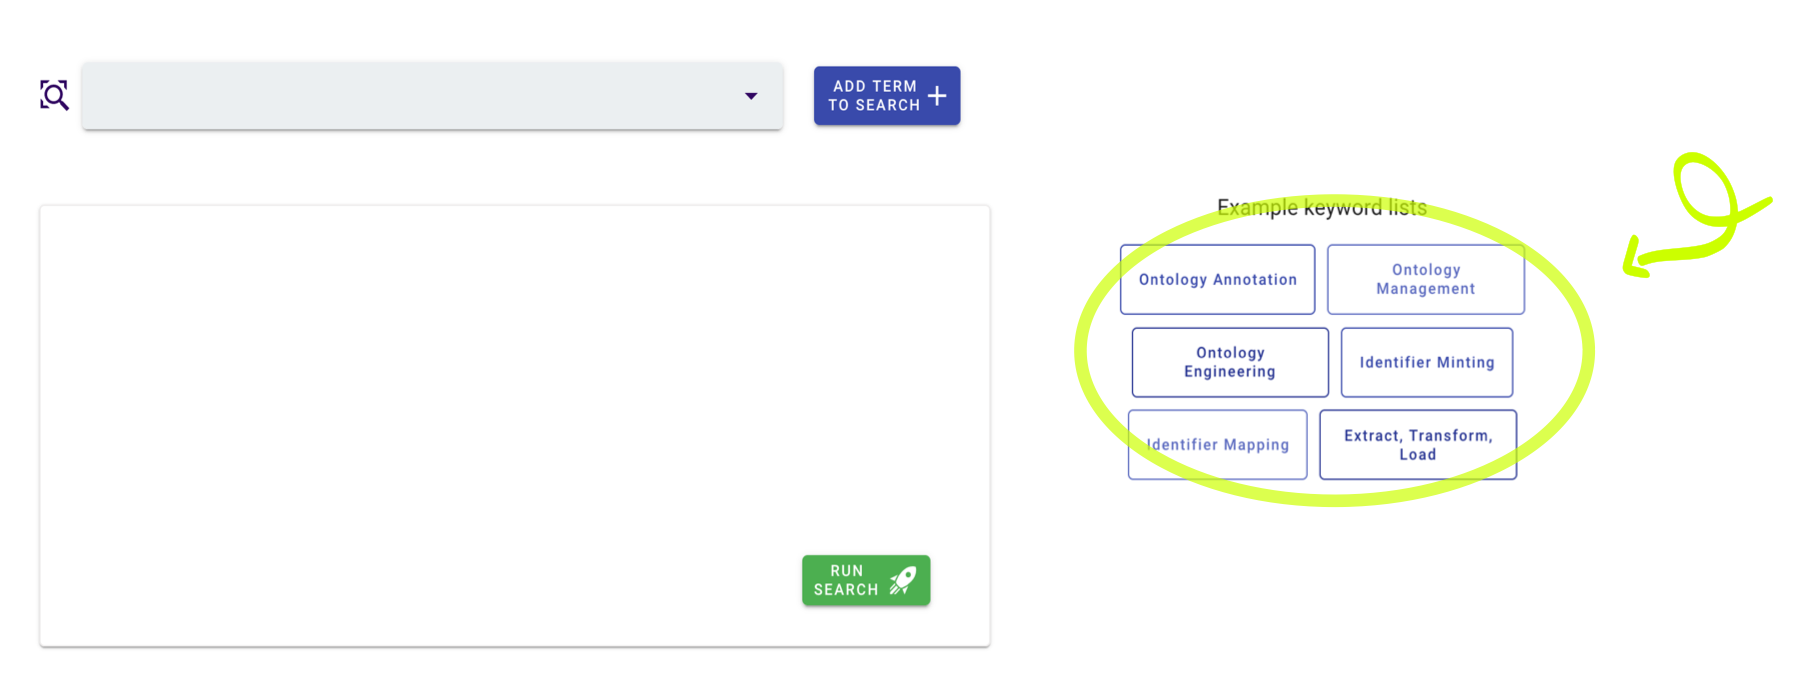 ADD TERM
TO SEARCH
Example keyword lists
Ontology Annotation
Ontology
Management
Ontology
Engineering
Identifier Minting
Identifier Mapping
Extract, Transform,
Load
RUN
SEARCH